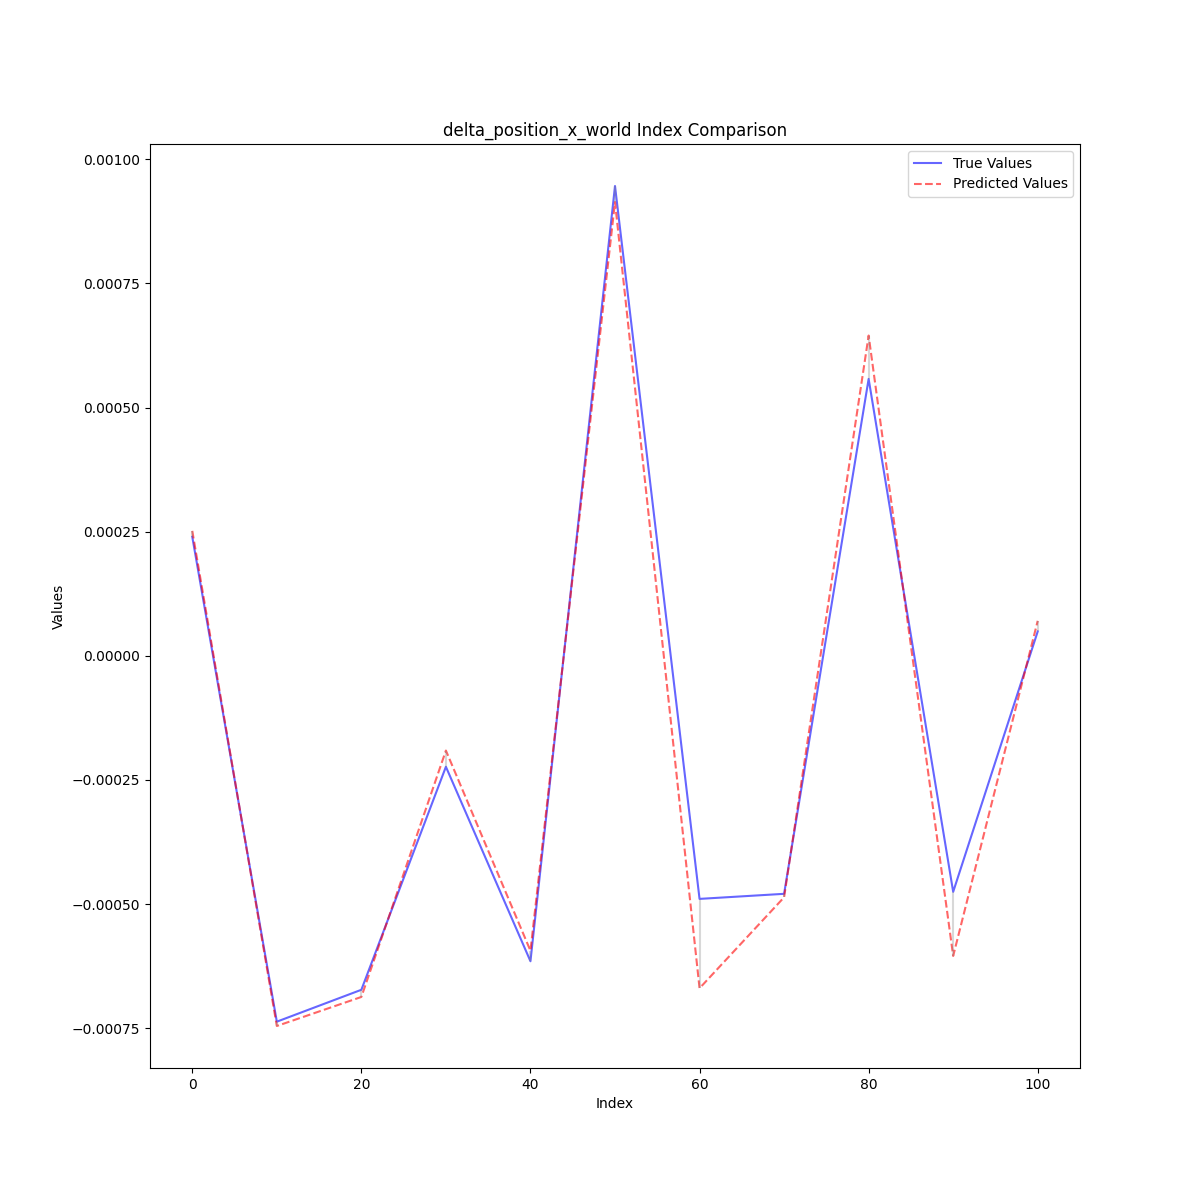 delta_position_x_world Index Comparison
True Values
Predicted Values
0.00100
0.00075
0.00050
0.00025
0.00000
−0.00025
−0.00050
−0.00075
Values
0 20 40 60 80 100
Index